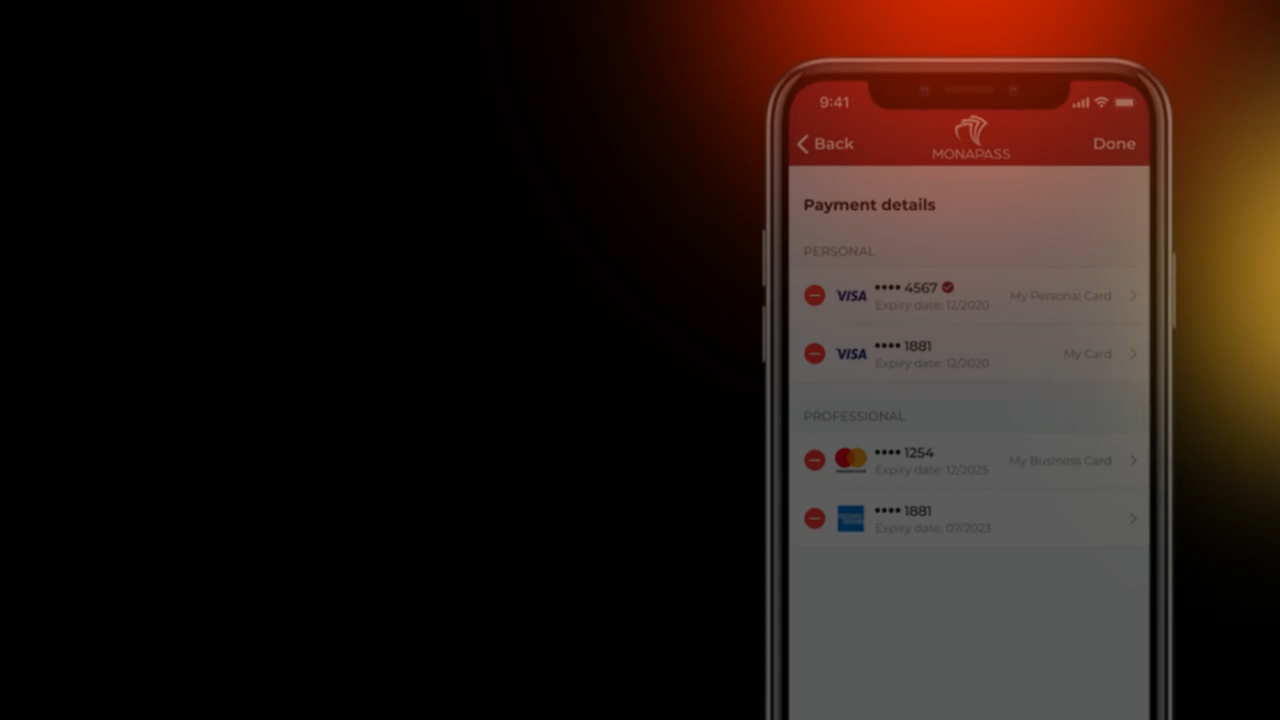 9:41
Back
MONAPASS
Done
Payment details
PERSONAL
VISA
•••• 4567
Expiry date: 12/2020
My Personal Card
VISA
•••• 1881
Expiry date: 12/2020
My Card
PROFESSIONAL
•••• 1254
Expiry date: 12/2025
My Business Card
•••• 1881
Expiry date: 07/2023